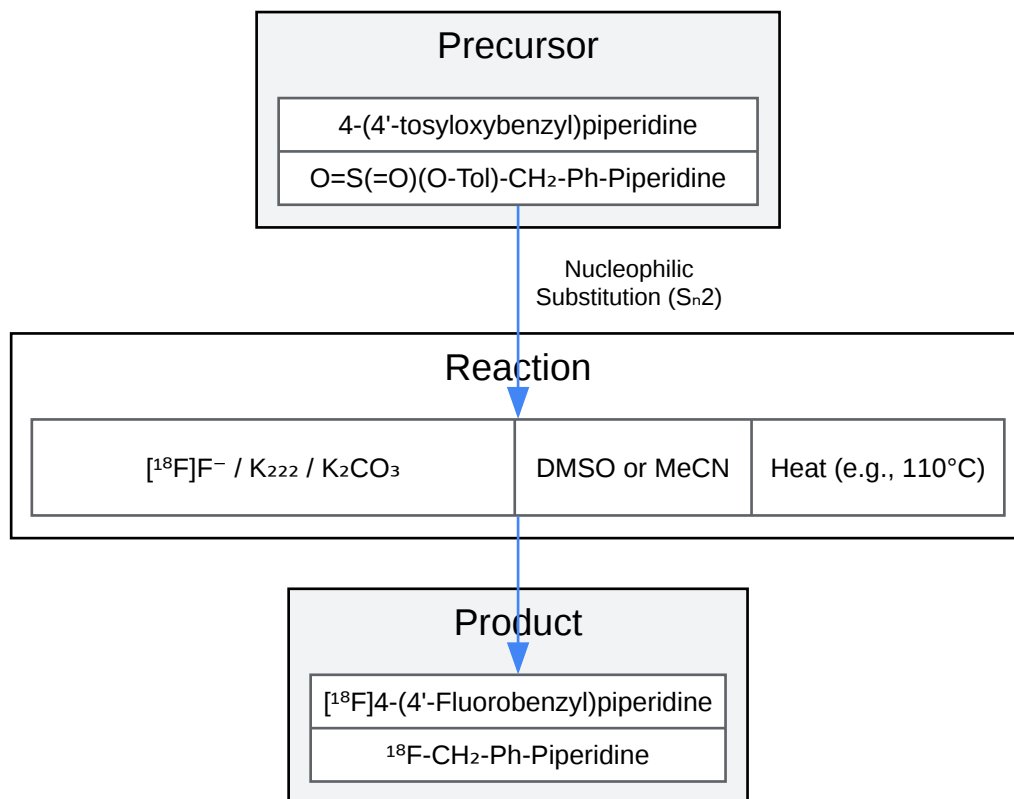 Precursor
4-(4'-tosyloxybenzyl)piperidine
O=S(=O)(O-Tol)-CH₂-Ph-Piperidine
Nucleophilic
Substitution (Sₙ2)
Reaction
[¹⁸F]F⁻ / K₂₂₂ / K₂CO₃
DMSO or MeCN
Heat (e.g., 110°C)
Product
[¹⁸F]4-(4'-Fluorobenzyl)piperidine
¹⁸F-CH₂-Ph-Piperidine